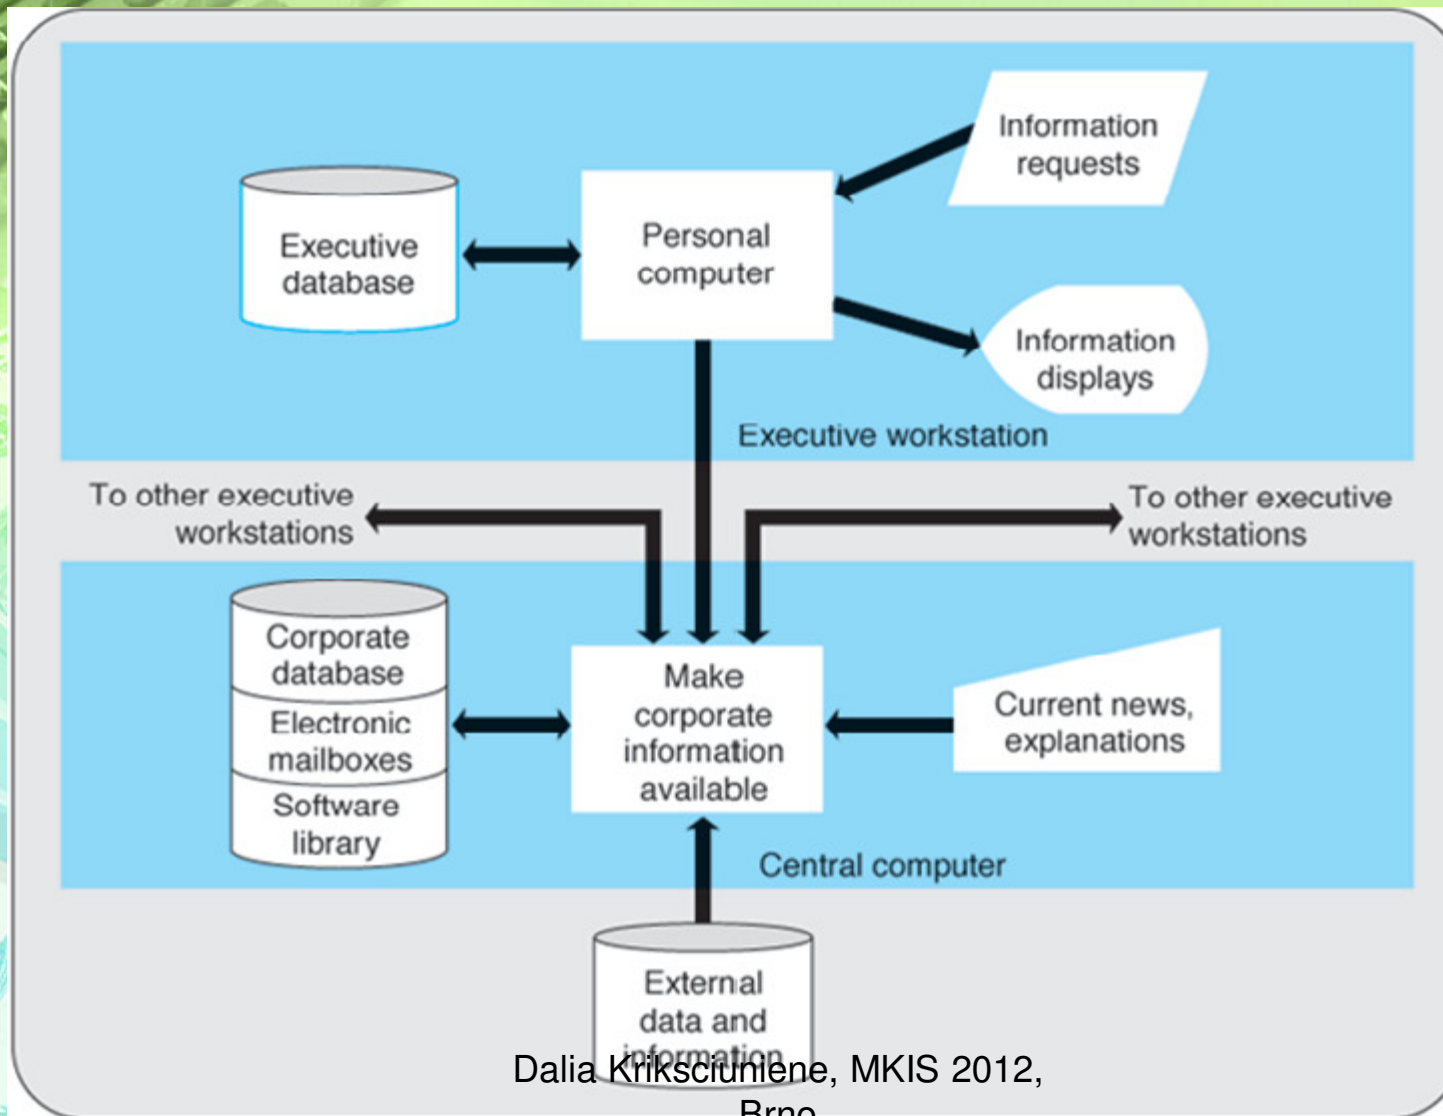 Information
requests
Executive
database
Personal
computer
Information
displays
Executive workstation
To other executive
workstations
To other executive
workstations
Corporate
database
Electronic
mailboxes
Software
library
Make
corporate
information
available
Current news,
explanations
Central computer
External
data and
information
Dalia Kriksciuniene, MKIS 2012,
Brno